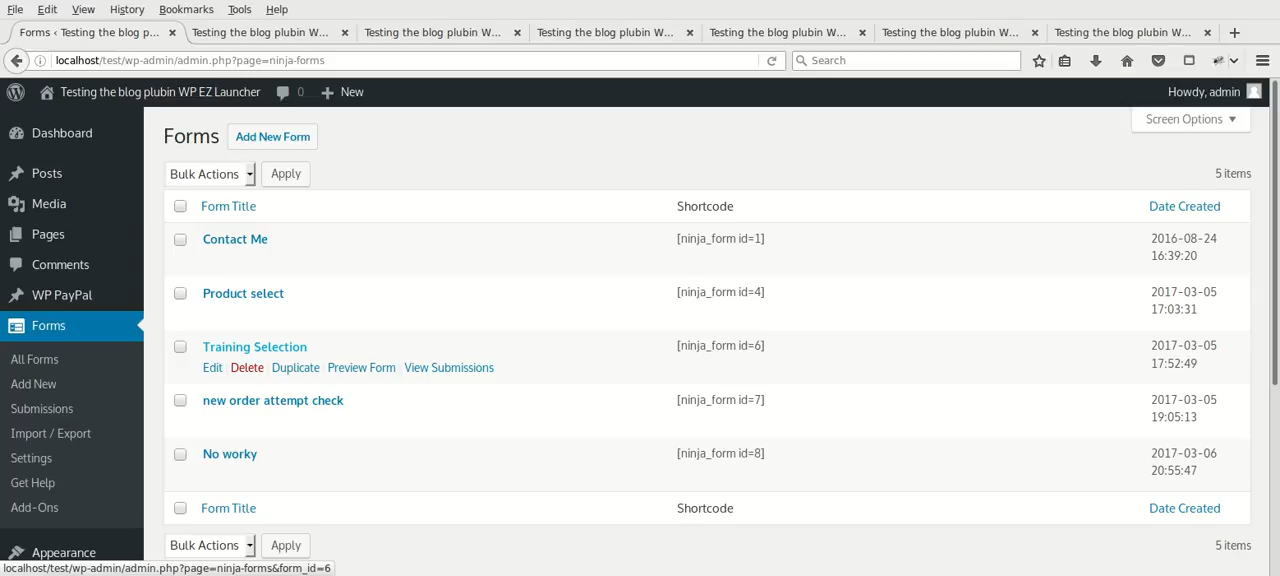 File Edit View History Bookmarks Tools Help
Forms ‹ Testing the blog p... × Testing the blog plubin W... × Testing the blog plubin W... × Testing the blog plubin W... × Testing the blog plubin W... × Testing the blog plubin W... × Testing the blog plubin W... ×
localhost/test/wp-admin/admin.php?page=ninja-forms Search
Testing the blog plubin WP EZ Launcher 0 New Howdy, admin
Dashboard
Posts
Media
Pages
Comments
WP PayPal
Forms
All Forms
Add New
Submissions
Import / Export
Settings
Get Help
Add-Ons
Appearance
Screen Options
Forms Add New Form
Bulk Actions Apply 5 items
Form Title Shortcode Date Created
Contact Me [ninja_form id=1] 2016-08-24
16:39:20
Product select [ninja_form id=4] 2017-03-05
17:03:31
Training Selection [ninja_form id=6] 2017-03-05
Edit Delete Duplicate Preview Form View Submissions 17:52:49
new order attempt check [ninja_form id=7] 2017-03-05
19:05:13
No worky [ninja_form id=8] 2017-03-06
20:55:47
Form Title Shortcode Date Created
Bulk Actions Apply 5 items
localhost/test/wp-admin/admin.php?page=ninja-forms&form_id=6